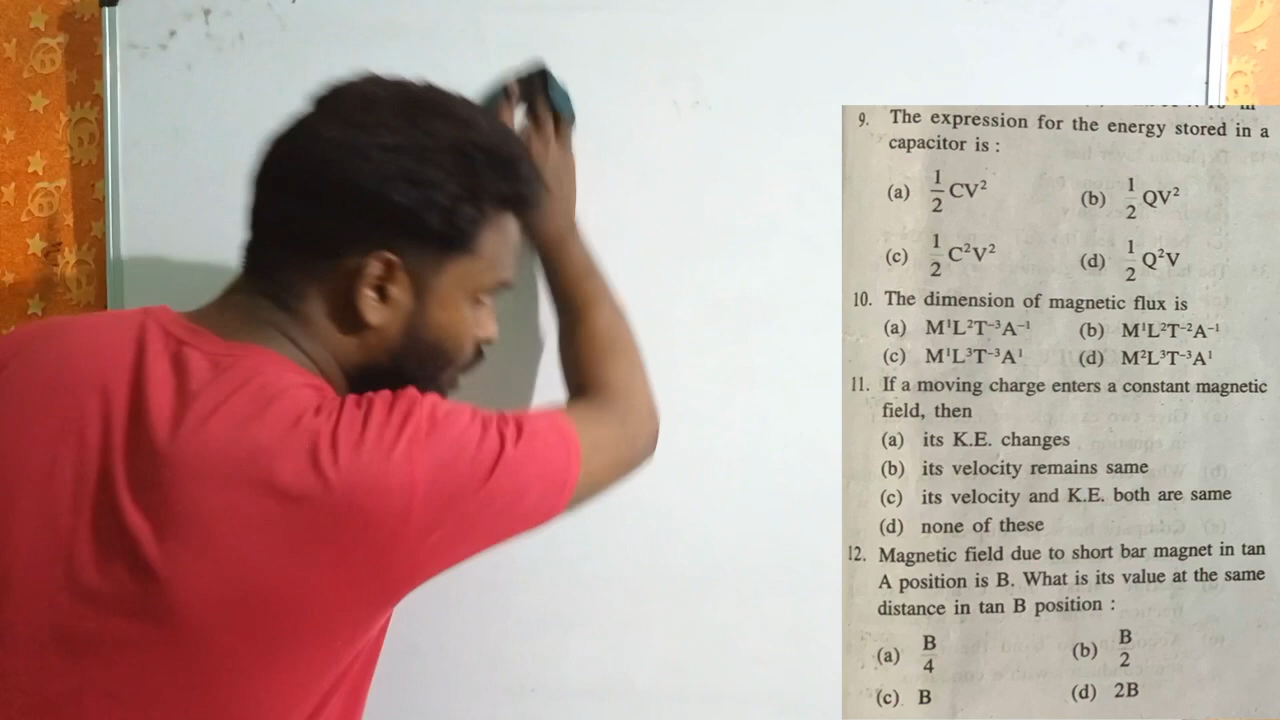 9. The expression for the energy stored in a
capacitor is :
(a) 1/2 CV² (b) 1/2 QV²
(c) 1/2 C²V² (d) 1/2 Q²V
10. The dimension of magnetic flux is
(a) M¹L²T⁻³A⁻¹ (b) M¹L²T⁻²A⁻¹
(c) M¹L³T⁻³A¹ (d) M²L³T⁻³A¹
11. If a moving charge enters a constant magnetic
field, then
(a) its K.E. changes
(b) its velocity remains same
(c) its velocity and K.E. both are same
(d) none of these
12. Magnetic field due to short bar magnet in tan
A position is B. What is its value at the same
distance in tan B position :
(a) B/4 (b) B/2
(c) B (d) 2B